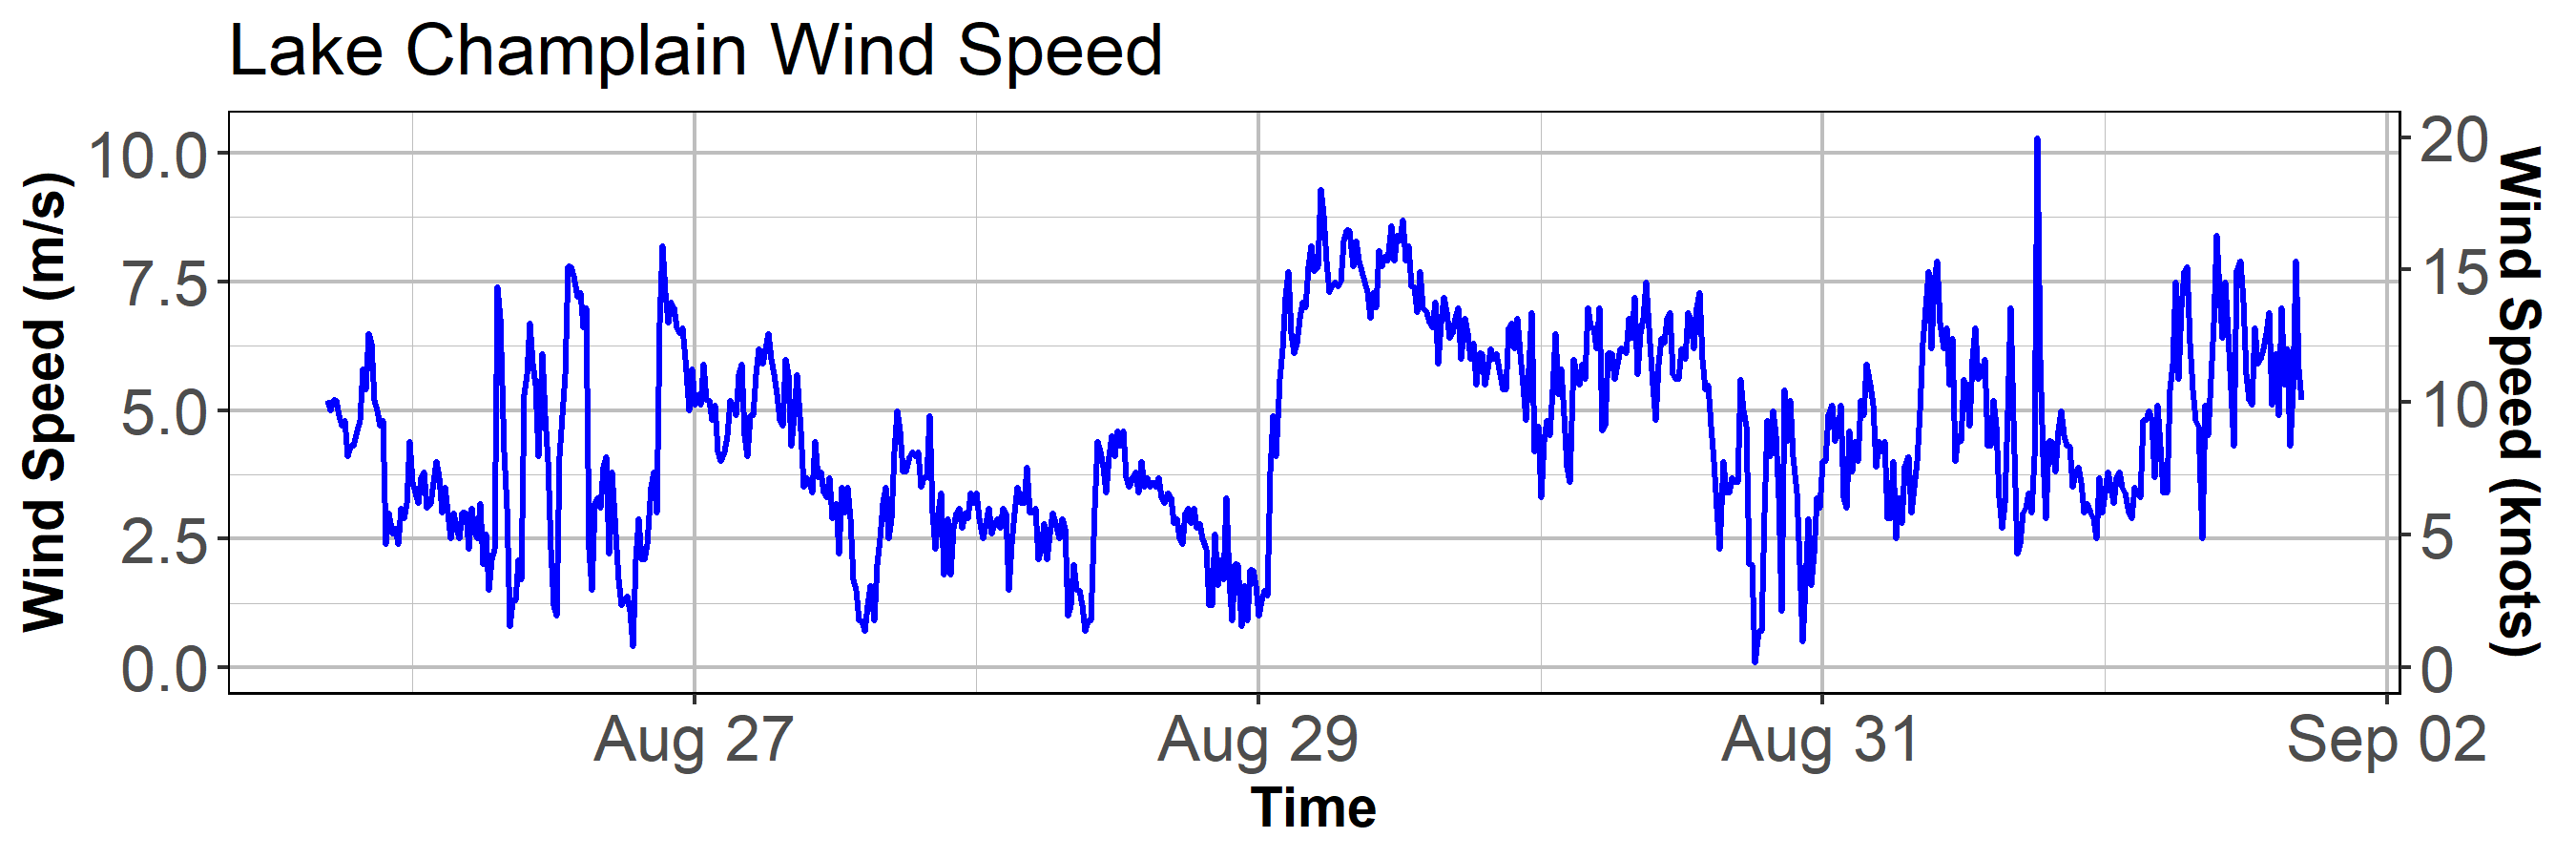 Lake Champlain Wind Speed
Wind Speed (m/s)
10.0
7.5
5.0
2.5
0.0
20
15
10
5
0
Wind Speed (knots)
Aug 27
Aug 29
Aug 31
Sep 02
Time